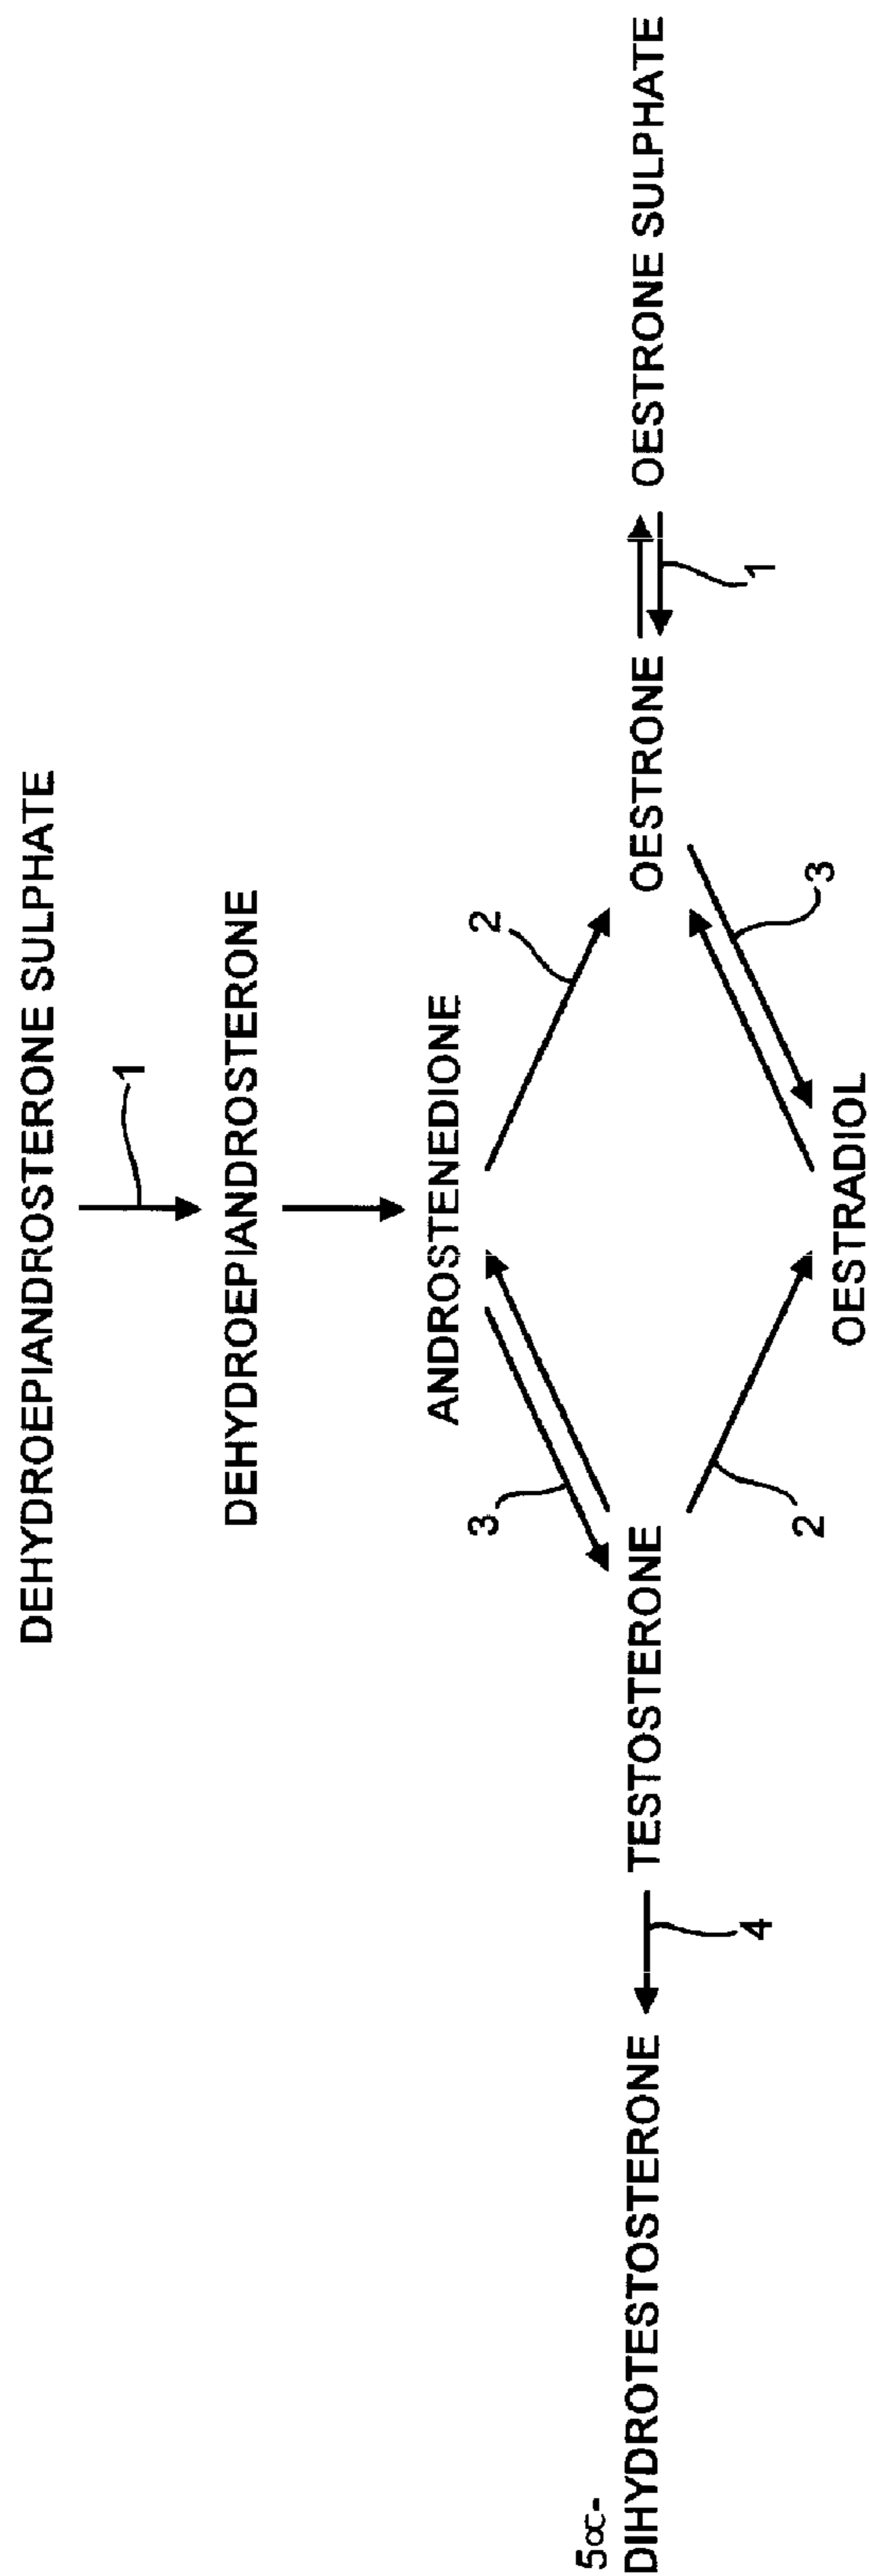 DEHYDROEPIANDROSTERONE SULPHATE
1
DEHYDROEPIANDROSTERONE
ANDROSTENEDIONE
3
2
5α-
DIHYDROTESTOSTERONE
TESTOSTERONE
OESTRONE
OESTRONE SULPHATE
4
1
2
3
OESTRADIOL